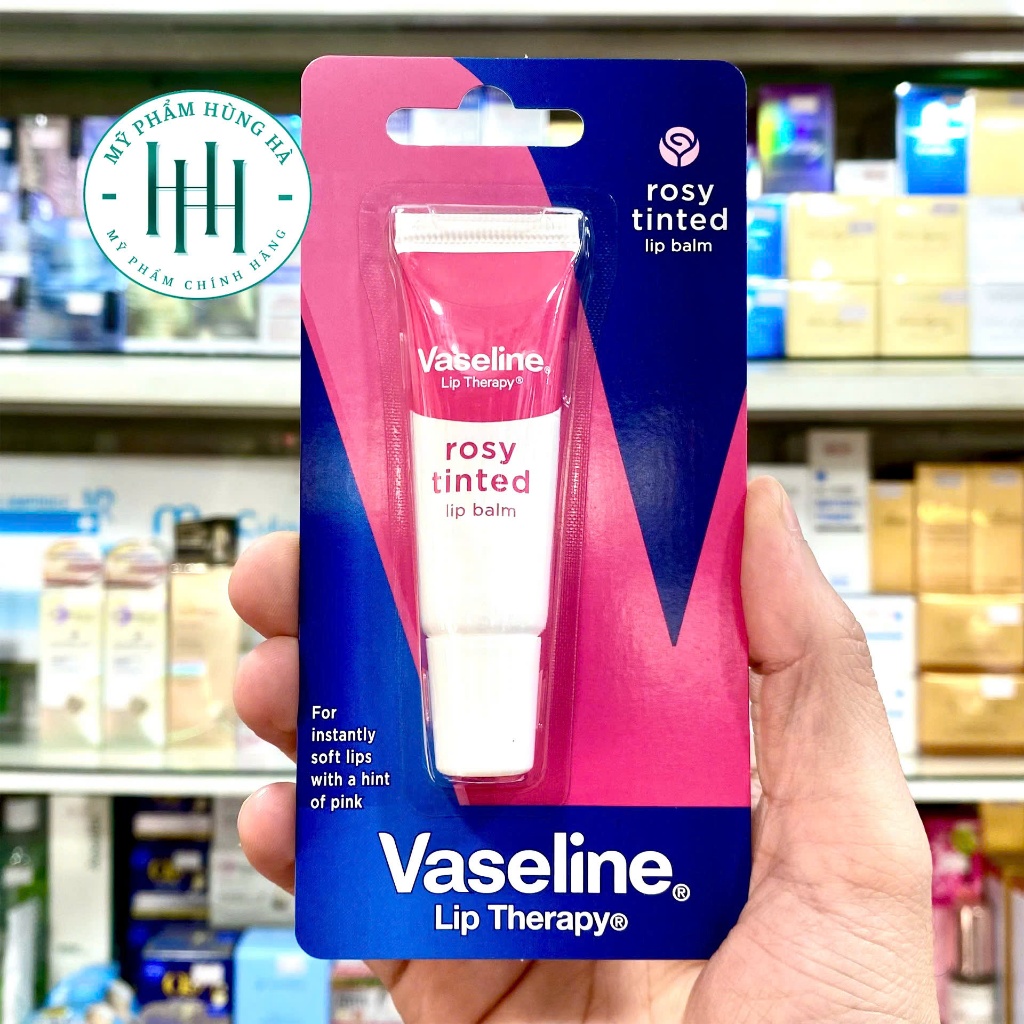 MỸ PHẨM HÙNG HÀ
HH
MỸ PHẨM CHÍNH HÃNG
rosy
tinted
lip balm
Vaseline®
Lip Therapy®
rosy
tinted
lip balm
For
instantly
soft lips
with a hint
of pink
Vaseline®
Lip Therapy®